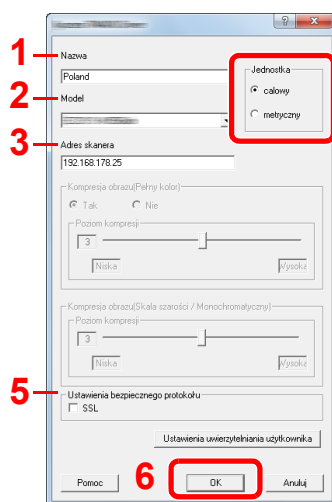 1
Nazwa
Poland
Jednostka
calowy
metryczny
2
Model
3
Adres skanera
192.168.178.25
Kompresja obrazu(Pełny kolor)
Tak Nie
Poziom kompresji
3
Niska Wysoka
Kompresja obrazu(Skala szarości / Monochromatyczny)
Poziom kompresji
3
Niska Wysoka
5
Ustawienia bezpiecznego protokołu
SSL
Ustawienia uwierzytelniania użytkownika
6
Pomoc OK Anuluj